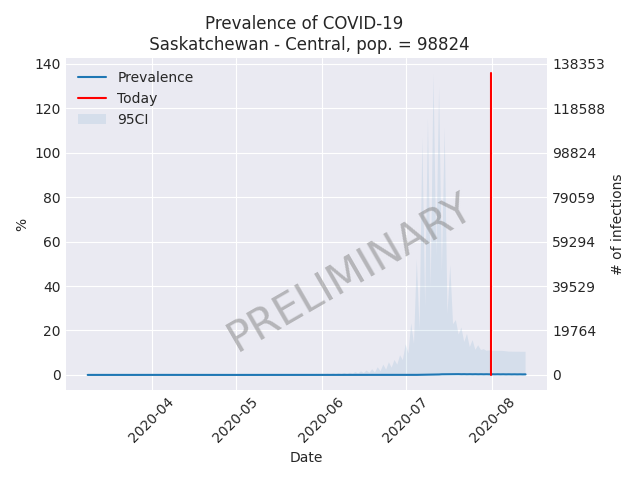 Prevalence of COVID-19
Saskatchewan - Central, pop. = 98824
Prevalence
Today
95CI
PRELIMINARY
%
140
120
100
80
60
40
20
0
138353
118588
98824
79059
59294
39529
19764
0
# of infections
2020-04
2020-05
2020-06
2020-07
2020-08
Date